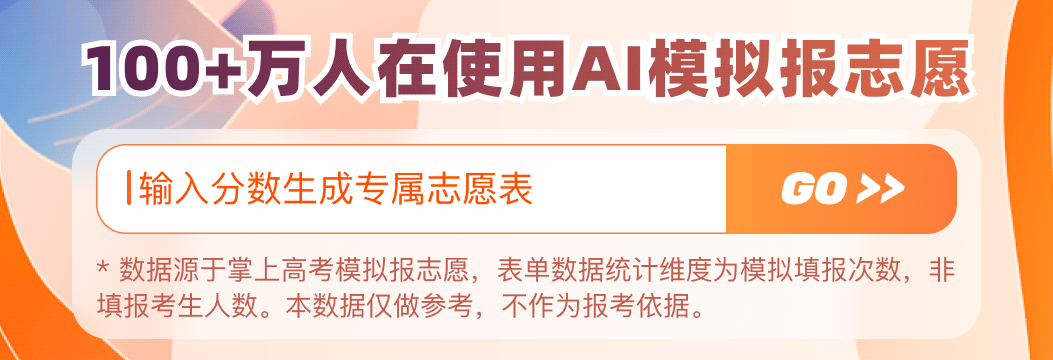 100+万人在使用AI模拟报志愿
输入分数生成专属志愿表
GO >>
* 数据源于掌上高考模拟报志愿，表单数据统计维度为模拟填报次数，非
填报考生人数。本数据仅做参考，不作为报考依据。